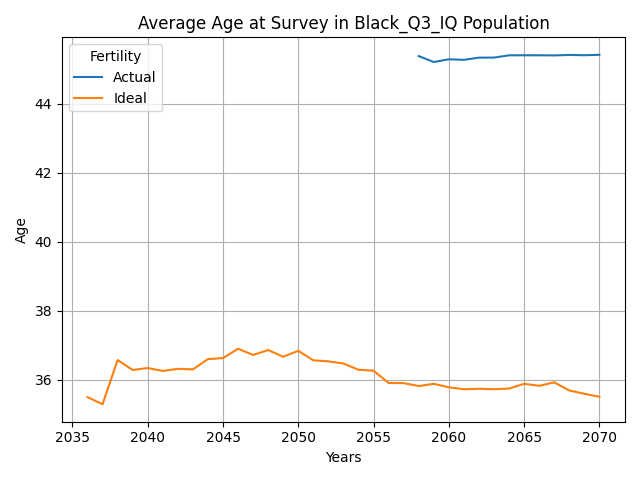 Average Age at Survey in Black_Q3_IQ Population
Fertility
Actual
Ideal
Age
44
42
40
38
36
2035 2040 2045 2050 2055 2060 2065 2070
Years